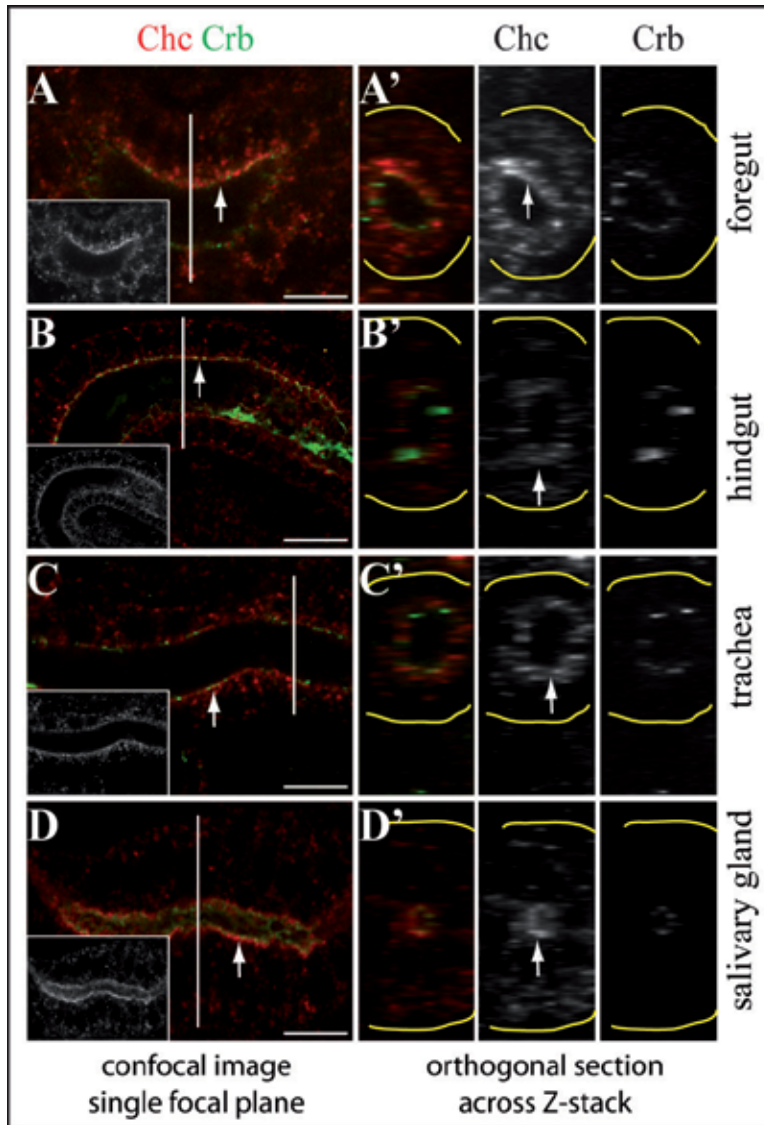 Chc Crb Chc Crb
A A’ foregut
B B’ hindgut
C C’ trachea
D D’ salivary gland
confocal image orthogonal section
single focal plane across Z-stack